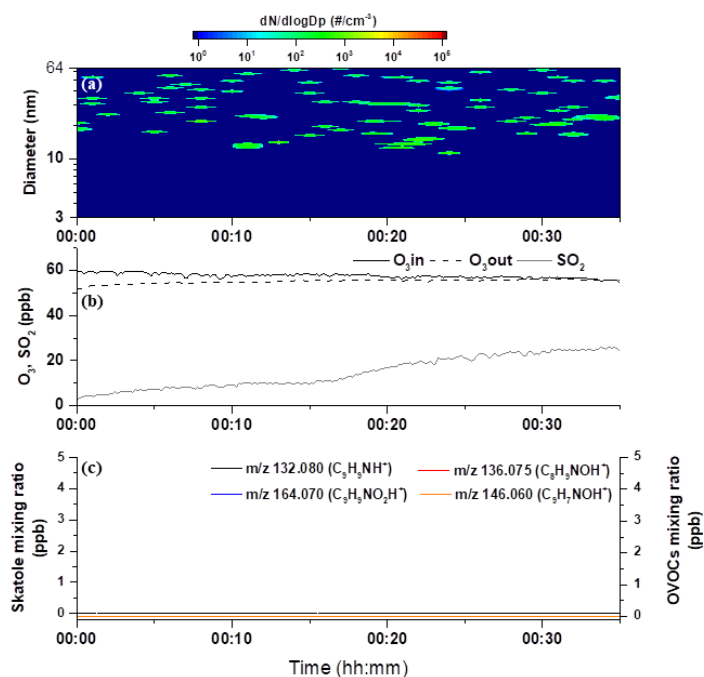 dN/dlogDp (#/cm⁻³)
10⁰ 10¹ 10² 10³ 10⁴ 10⁵
(a)
64
10
3
Diameter (nm)
00:00 00:10 00:20 00:30
O₃in O₃out SO₂
(b)
60
40
20
0
O₃, SO₂ (ppb)
00:00 00:10 00:20 00:30
(c)
m/z 132.080 (C₉H₉NH⁺) m/z 136.075 (C₈H₉NOH⁺)
m/z 164.070 (C₉H₉NO₂H⁺) m/z 146.060 (C₉H₇NOH⁺)
5 5
4 4
3 3
2 2
1 1
0 0
Skatole mixing ratio
(ppb)
OVOCs mixing ratio
(ppb)
00:00 00:10 00:20 00:30
Time (hh:mm)